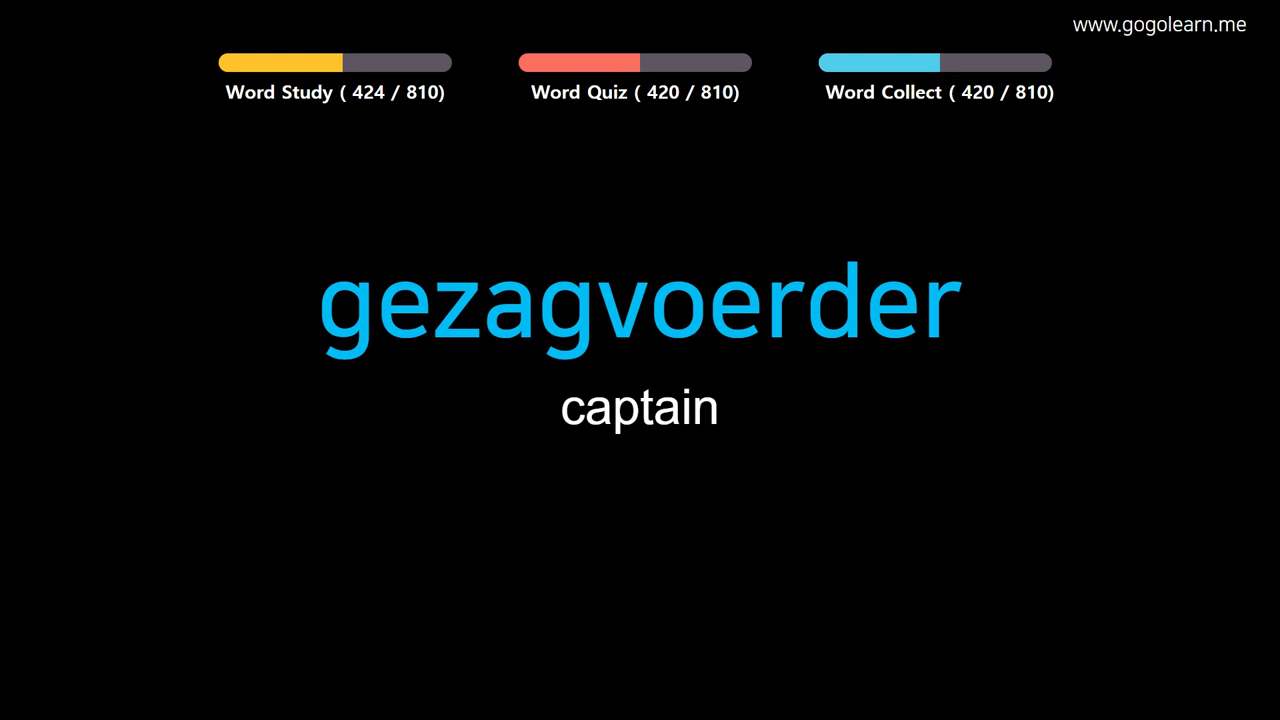 www.gogolearn.me
Word Study ( 424 / 810)
Word Quiz ( 420 / 810)
Word Collect ( 420 / 810)
gezagvoerder
captain